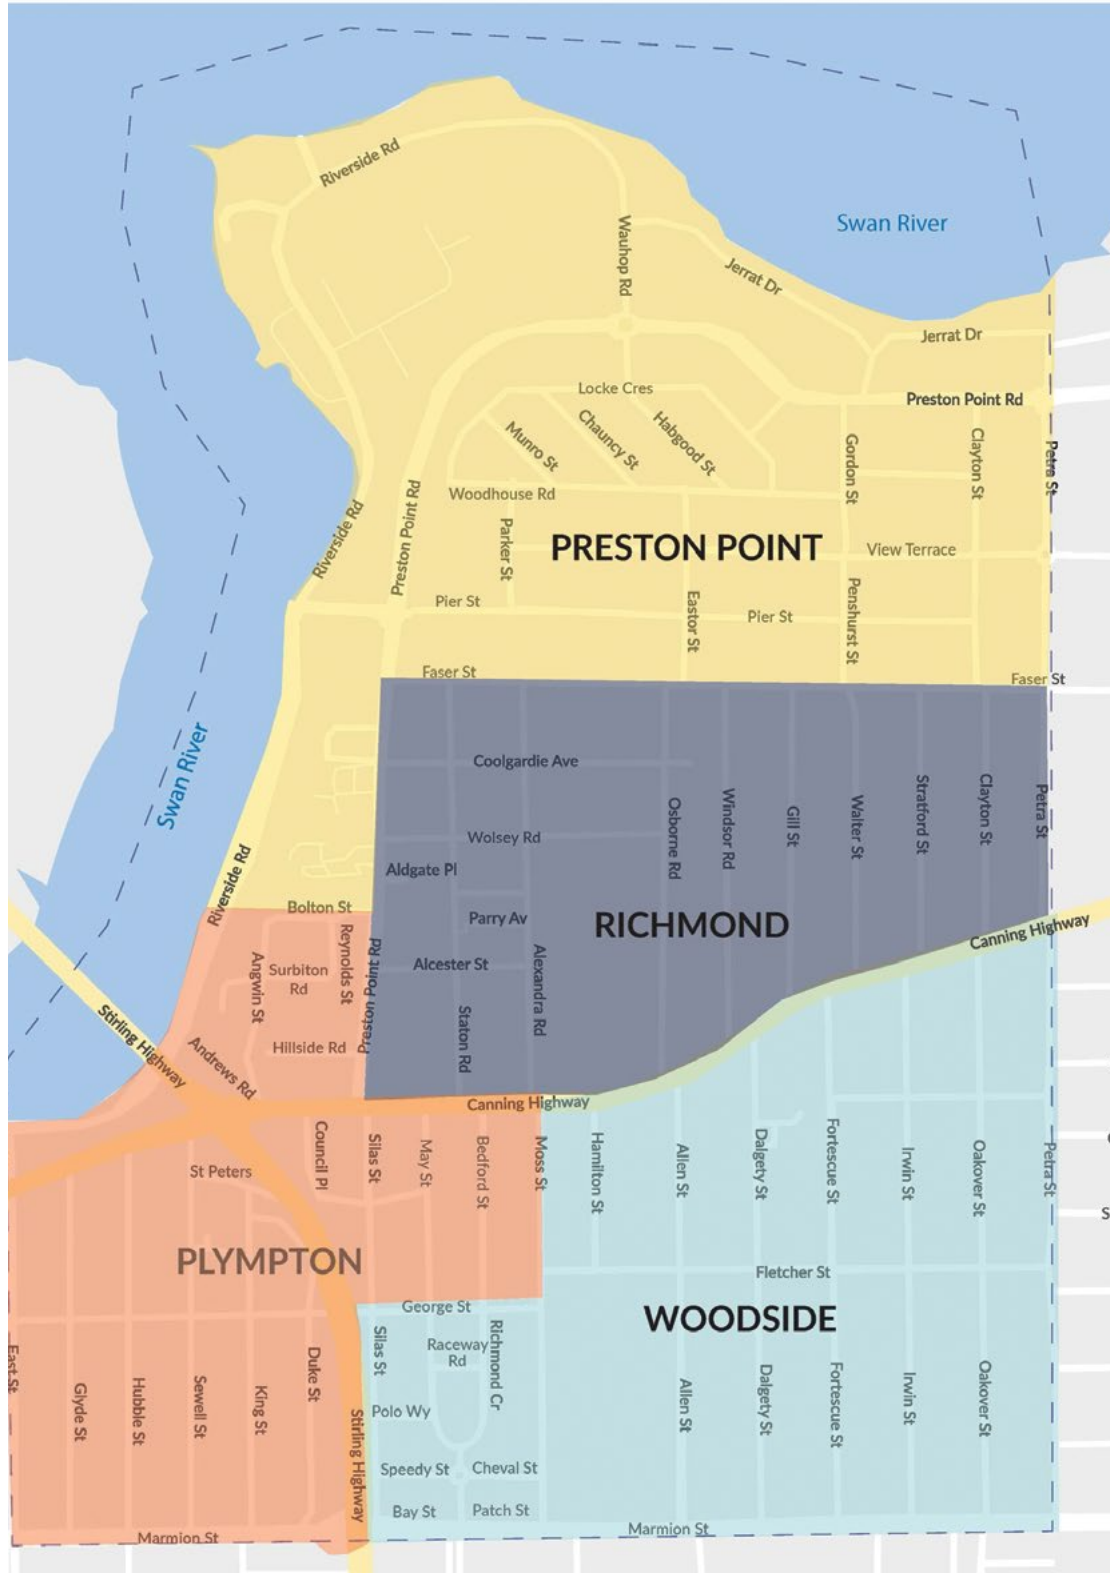 Riverside Rd
Swan River
Wauhop Rd
Jerrat Dr
Jerrat Dr
Locke Cres
Preston Point Rd
Munro St
Chauncy St
Habgood St
Gordon St
Clayton St
Petra St
Woodhouse Rd
Preston Point Rd
Riverside Rd
Parker St
PRESTON POINT
View Terrace
Pier St
Eastor St
Pier St
Penshurst St
Faser St
Faser St
Swan River
Coolgardie Ave
Osborne Rd
Windsor Rd
Gill St
Walter St
Stratford St
Clayton St
Petra St
Wolsey Rd
Aldgate Pl
Riverside Rd
Bolton St
Parry Av
RICHMOND
Canning Highway
Reynolds St
Preston Point Rd
Angwin St
Surbiton
Rd
Alcester St
Alexandra Rd
Staton Rd
Stirling Highway
Andrews Rd
Hillside Rd
Canning Highway
St Peters
Council Pl
Silas St
May St
Bedford St
Moss St
Hamilton St
Allen St
Dalgety St
Fortescue St
Irwin St
Oakover St
Petra St
S
PLYMPTON
Fletcher St
George St
WOODSIDE
East St
Glyde St
Hubble St
Sewell St
King St
Duke St
Silas St
Raceway
Rd
Richmond Cr
Allen St
Dalgety St
Fortescue St
Irwin St
Oakover St
Polo Wy
Stirling Highway
Speedy St
Cheval St
Bay St
Patch St
Marmion St
Marmion St